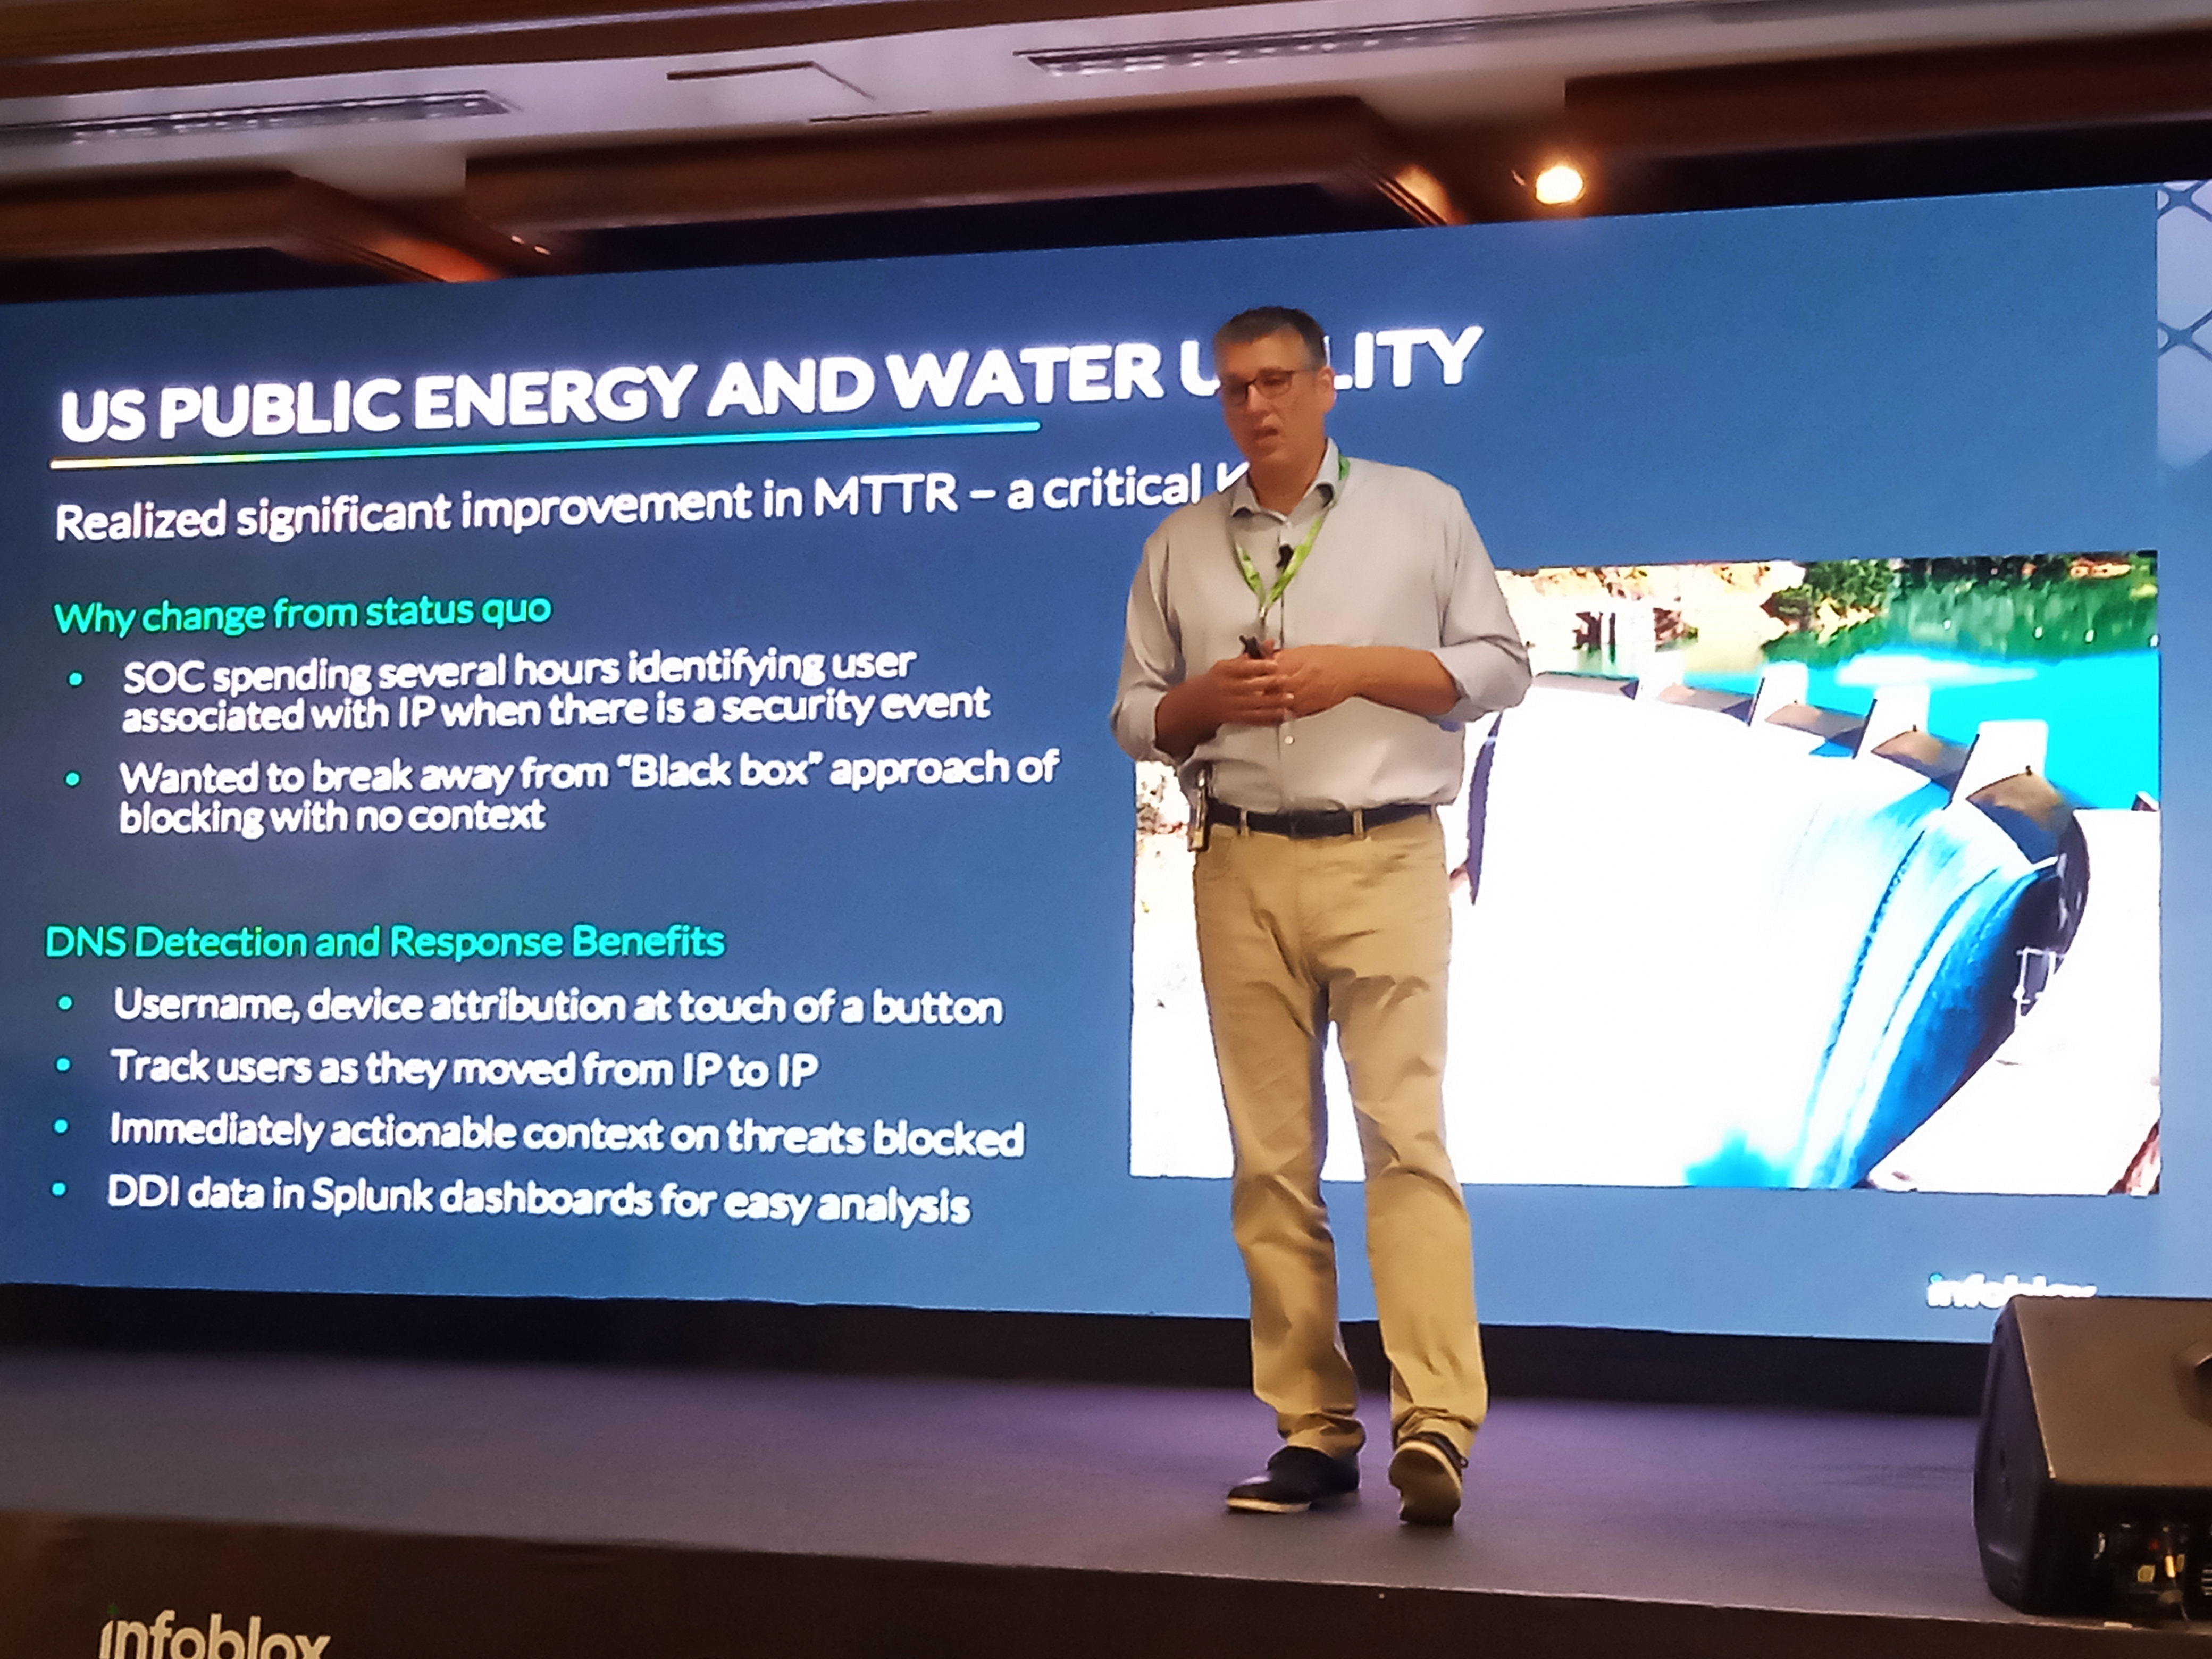 US PUBLIC ENERGY AND WATER
Realized significant improvement in MTTR – a critical
Why change from status quo
• SOC spending several hours identifying user
associated with IP when there is a security event
• Wanted to break away from “Black box” approach of
blocking with no context
DNS Detection and Response Benefits
• Username, device attribution at touch of a button
• Track users as they moved from IP to IP
• Immediately actionable context on threats blocked
• DDI data in Splunk dashboards for easy analysis
infoblox
infoblox